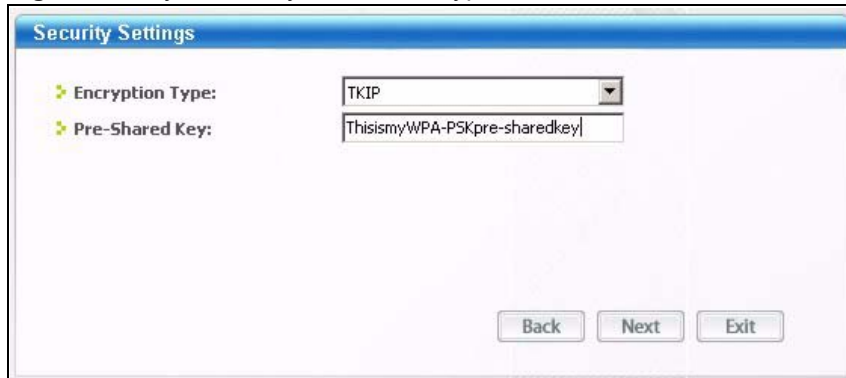 Security Settings
Encryption Type: TKIP
Pre-Shared Key: ThisismyWPA-PSKpre-sharedkey
Back Next Exit